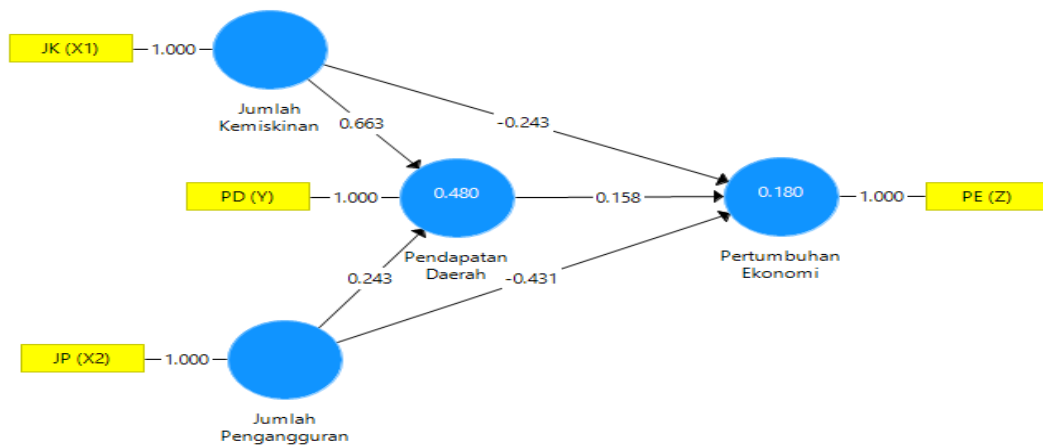 JK (X1)
1.000
Jumlah
Kemiskinan
0.663
-0.243
PD (Y)
1.000
0.480
0.158
0.180
1.000
PE (Z)
Pendapatan
Daerah
Pertumbuhan
Ekonomi
0.243
-0.431
JP (X2)
1.000
Jumlah
Pengangguran